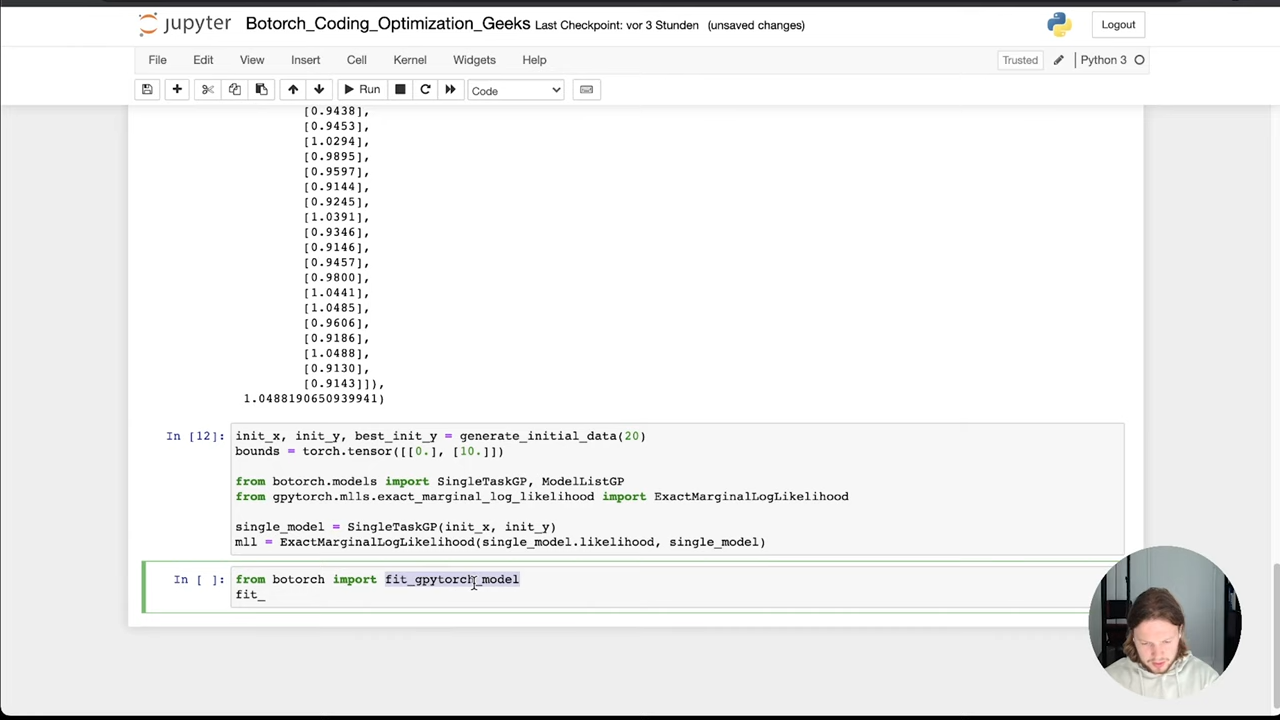 jupyter Botorch_Coding_Optimization_Geeks Last Checkpoint: vor 3 Stunden (unsaved changes) Logout
File Edit View Insert Cell Kernel Widgets Help Trusted Python 3
Run Code
[0.9438],
[0.9453],
[1.0294],
[0.9895],
[0.9597],
[0.9144],
[0.9245],
[1.0391],
[0.9346],
[0.9146],
[0.9457],
[0.9800],
[1.0441],
[1.0485],
[0.9606],
[0.9186],
[1.0488],
[0.9130],
[0.9143]]),
1.0488190650939941)
In [12]: init_x, init_y, best_init_y = generate_initial_data(20)
bounds = torch.tensor([[0.], [10.]])
from botorch.models import SingleTaskGP, ModelListGP
from gpytorch.mlls.exact_marginal_log_likelihood import ExactMarginalLogLikelihood
single_model = SingleTaskGP(init_x, init_y)
mll = ExactMarginalLogLikelihood(single_model.likelihood, single_model)
In [ ]: from botorch import fit_gpytorch_model
fit_